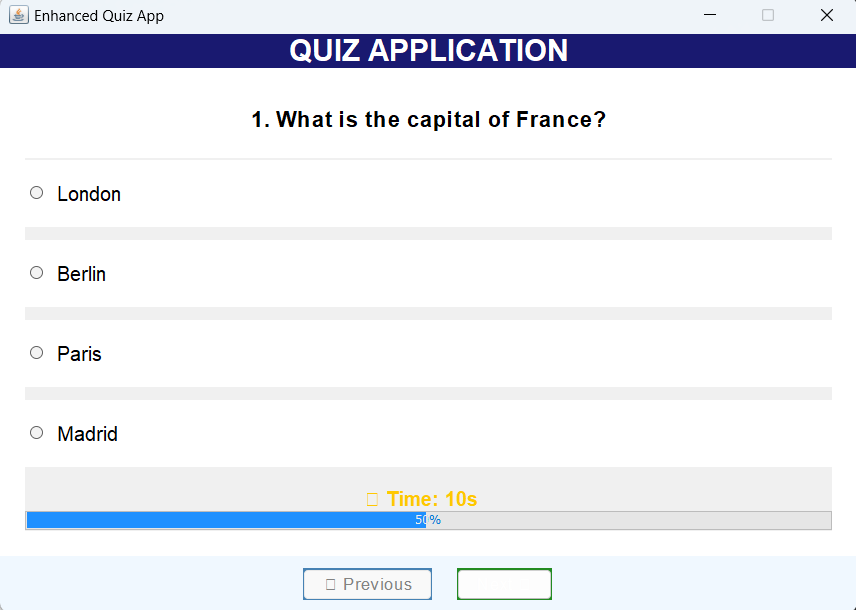 Enhanced Quiz App
QUIZ APPLICATION
1. What is the capital of France?
London
Berlin
Paris
Madrid
Time: 10s
50%
Previous